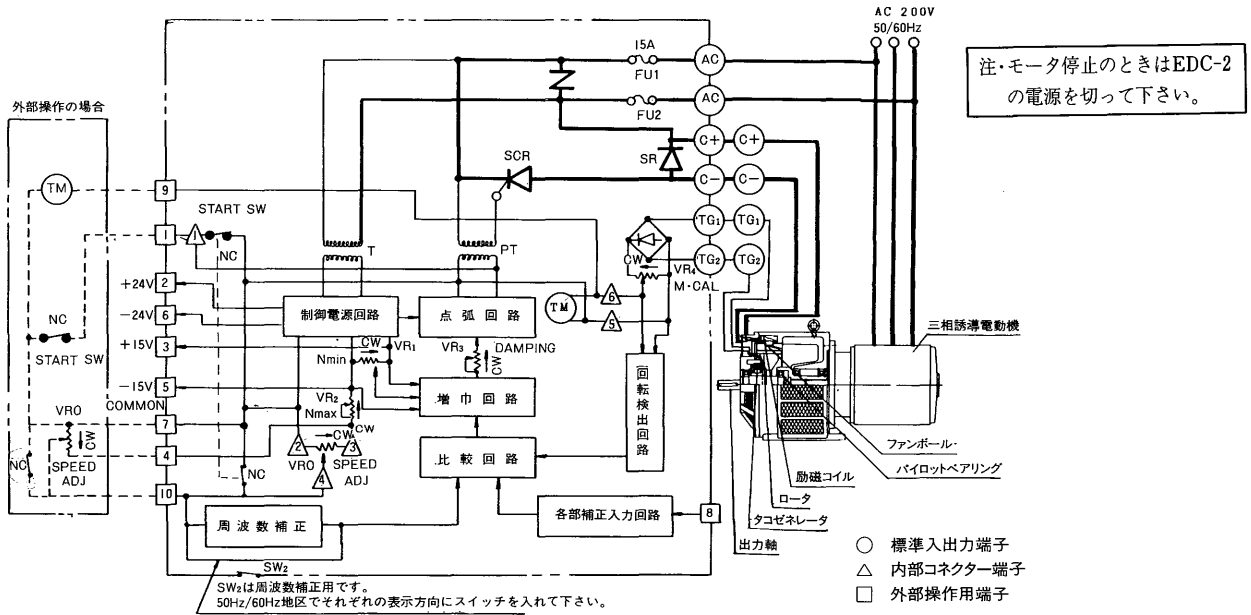 AC 200V
50/60Hz
注・モータ停止のときはEDC-2
の電源を切って下さい。
15A
FU1
AC
FU2
AC
C+
C+
SR
C-
C-
SCR
TG1
TG1
TG2
TG2
CW
VR4
M・CAL
外部操作の場合
TM
9
START SW
1
1
NC
T
PT
+24V
2
-24V
6
+15V
3
-15V
5
COMMON
7
4
10
NC
START SW
VRO
CW
NC
SPEED
ADJ
制御電源回路
点弧回路
TM
6
5
CW
VR1
Nmin
VR3
DAMPING
CW
VR2
Nmax
CW
増巾回路
回転検出回路
2
CW
3
VRO
SPEED
ADJ
4
NC
比較回路
周波数補正
各部補正入力回路
8
SW2
SW2は周波数補正用です。
50Hz/60Hz地区でそれぞれの表示方向にスイッチを入れて下さい。
三相誘導電動機
ファンボール・
パイロットベアリング
励磁コイル
ロータ
タコゼネレータ
出力軸
○ 標準入出力端子
△ 内部コネクター端子
□ 外部操作用端子